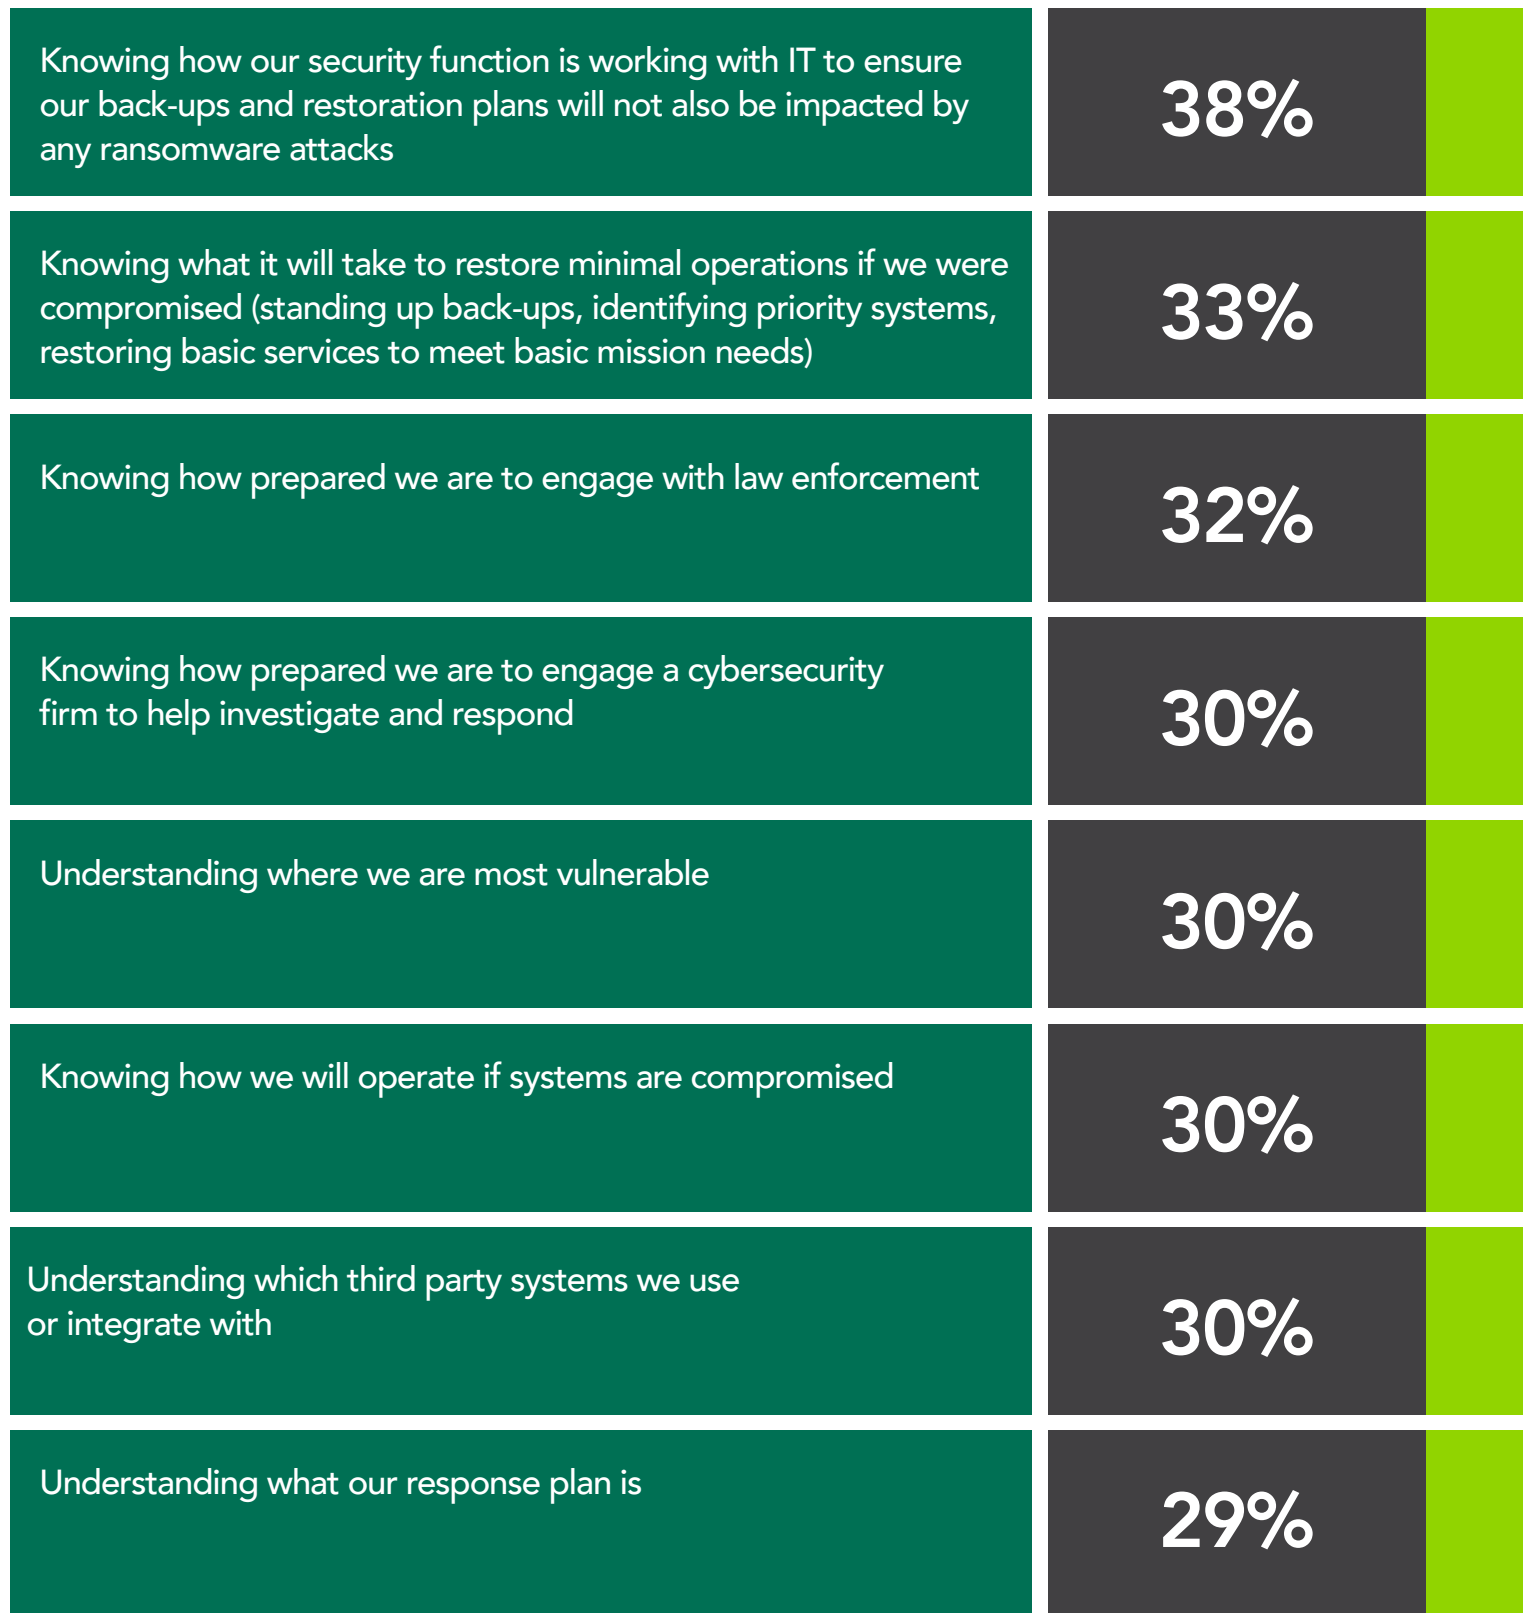 Knowing how our security function is working with IT to ensure
our back-ups and restoration plans will not also be impacted by
any ransomware attacks
38%
Knowing what it will take to restore minimal operations if we were
compromised (standing up back-ups, identifying priority systems,
restoring basic services to meet basic mission needs)
33%
Knowing how prepared we are to engage with law enforcement
32%
Knowing how prepared we are to engage a cybersecurity
firm to help investigate and respond
30%
Understanding where we are most vulnerable
30%
Knowing how we will operate if systems are compromised
30%
Understanding which third party systems we use
or integrate with
30%
Understanding what our response plan is
29%